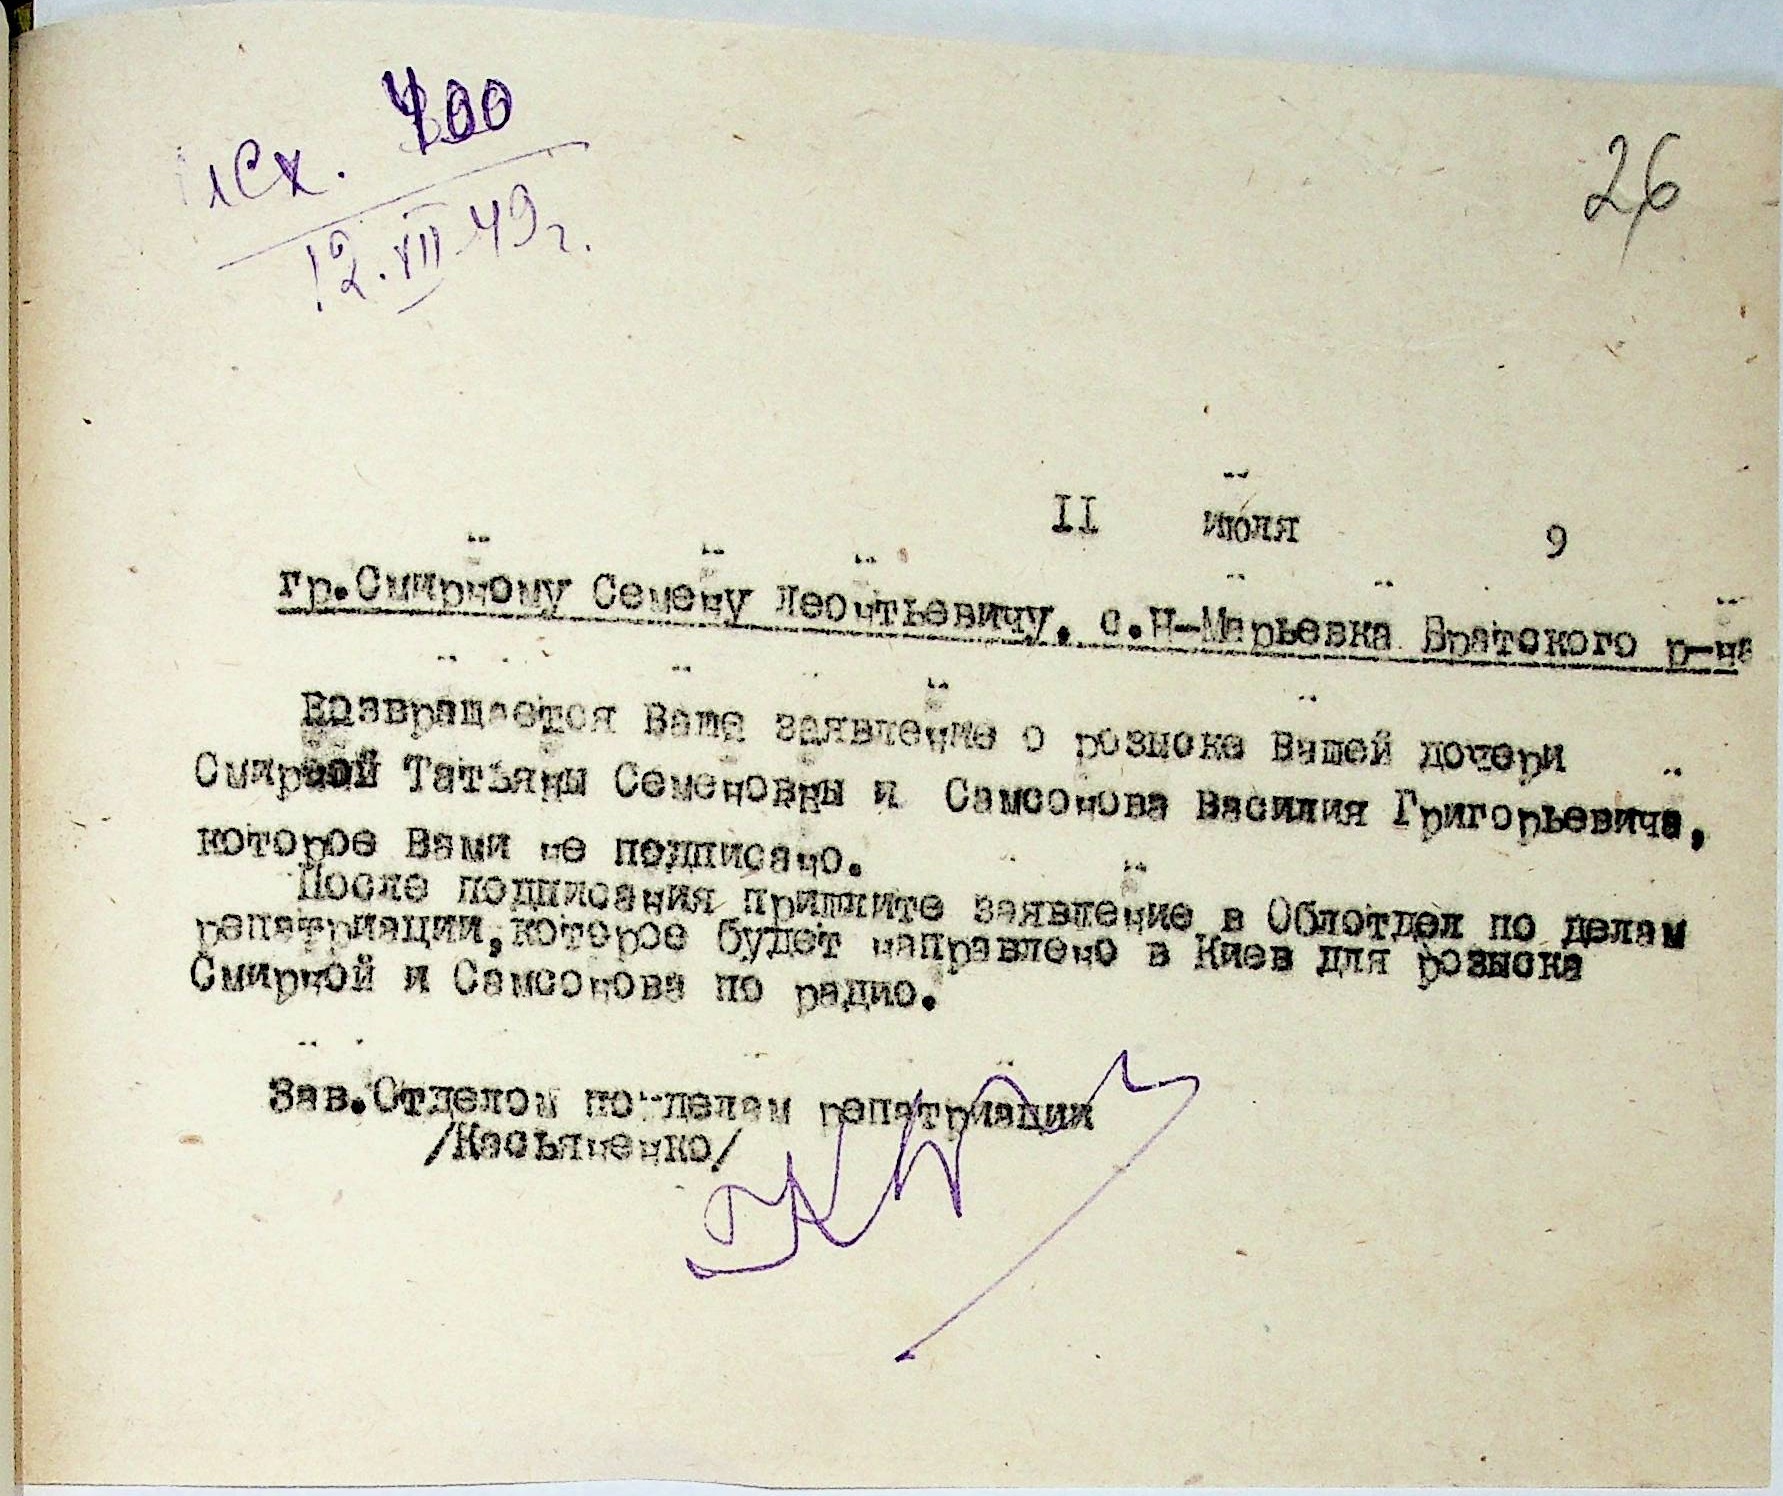 исх. 700
12.VII-49г.
26
II июля 9
гр.Смирному Семену Леонтьевичу, с.Н-Марьевка Братского р-на
Возвращается Ваше заявление о розыске Вашей дочери
Смирной Татьяны Семеновны и Самсонова Василия Григорьевича,
которое Вами не подписано.
После подписания пришлите заявление в Облотдел по делам
репатриации, которое будет направлено в Киев для розыска
Смирной и Самсонова по радио.
Зав.Отделом по делам репатриации
/Касьяненко/